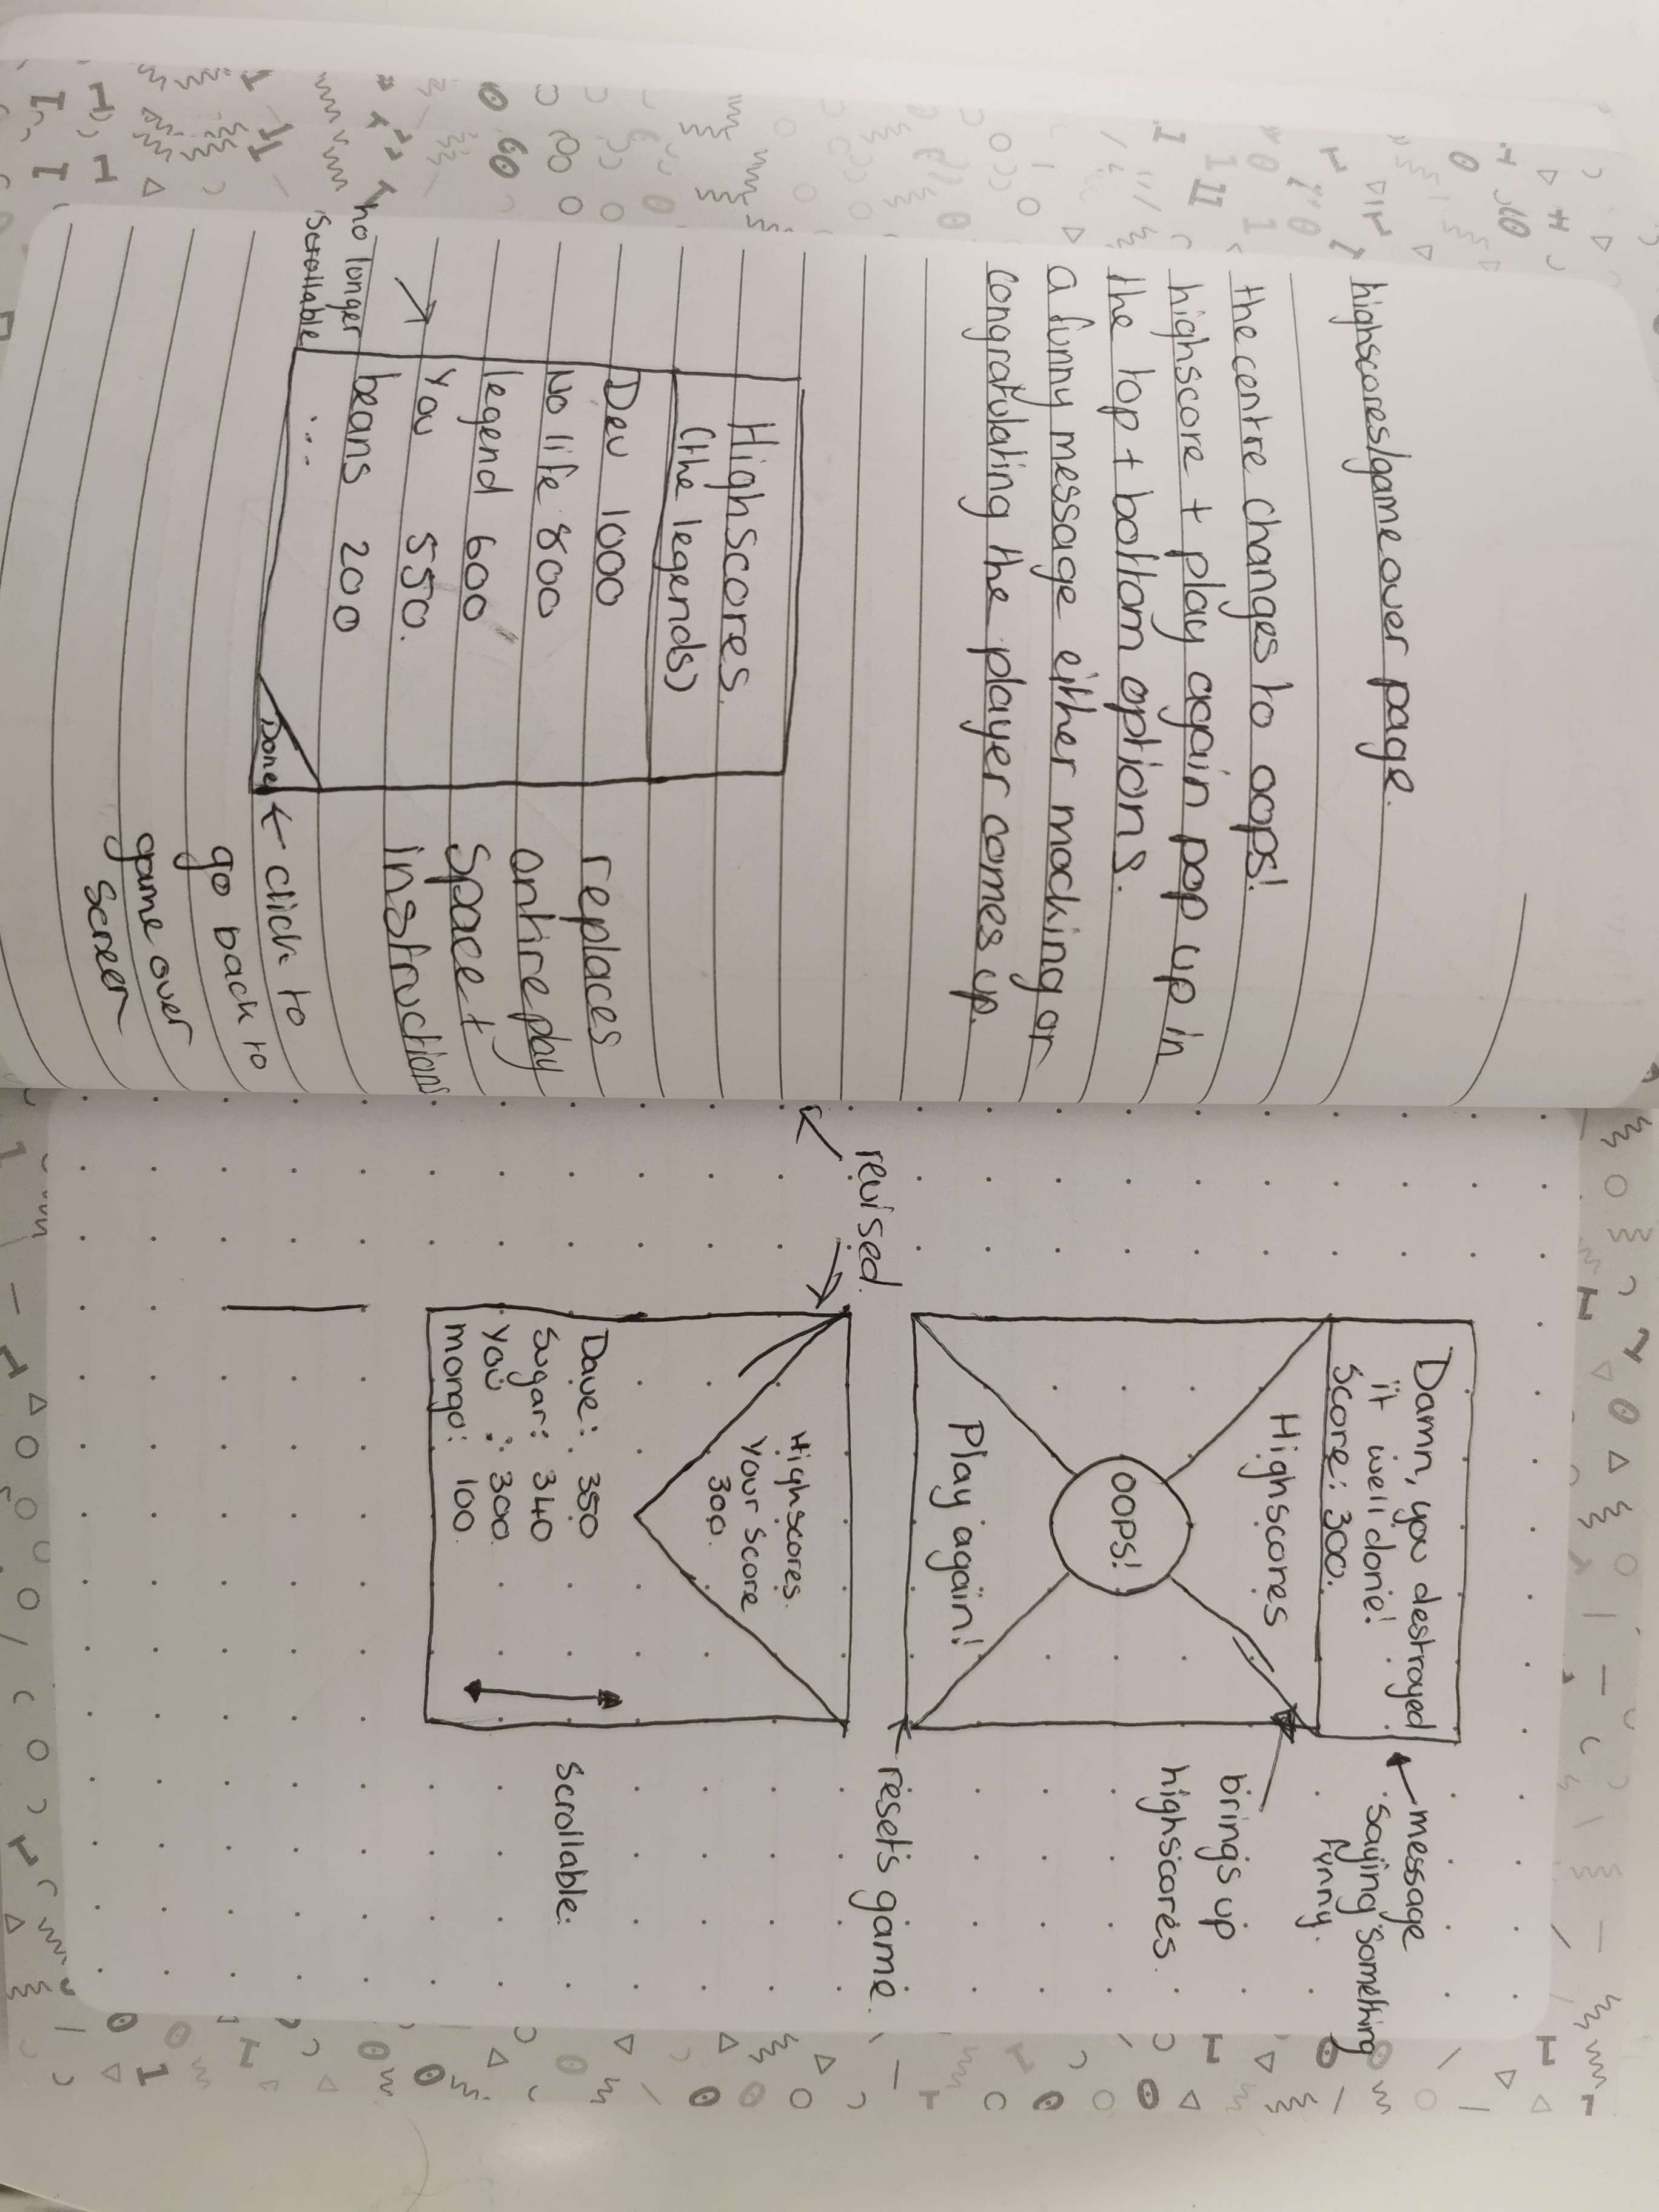 highscores/game over page.
the centre changes to oops!
highscore + play again pop up in
the top + bottom options.
a funny message either mocking or
congratulating the player comes up.
Highscores.
(the legends)
Dev 1000
No life 800
legend 600
You 550.
beans 200
...
Done
no longer
scrollable
replaces
entire play
space +
instructions
← click to
go back to
game over
screen
Damn, you destroyed
it well done!
Score: 300.
Highscores
OOPS!
Play again!
← message
saying something
funny.
brings up
highscores.
resets game.
revised.
Highscores.
Your Score
300.
Dave: 350
Sugar: 340
You : 300.
mango: 100
Scrollable.